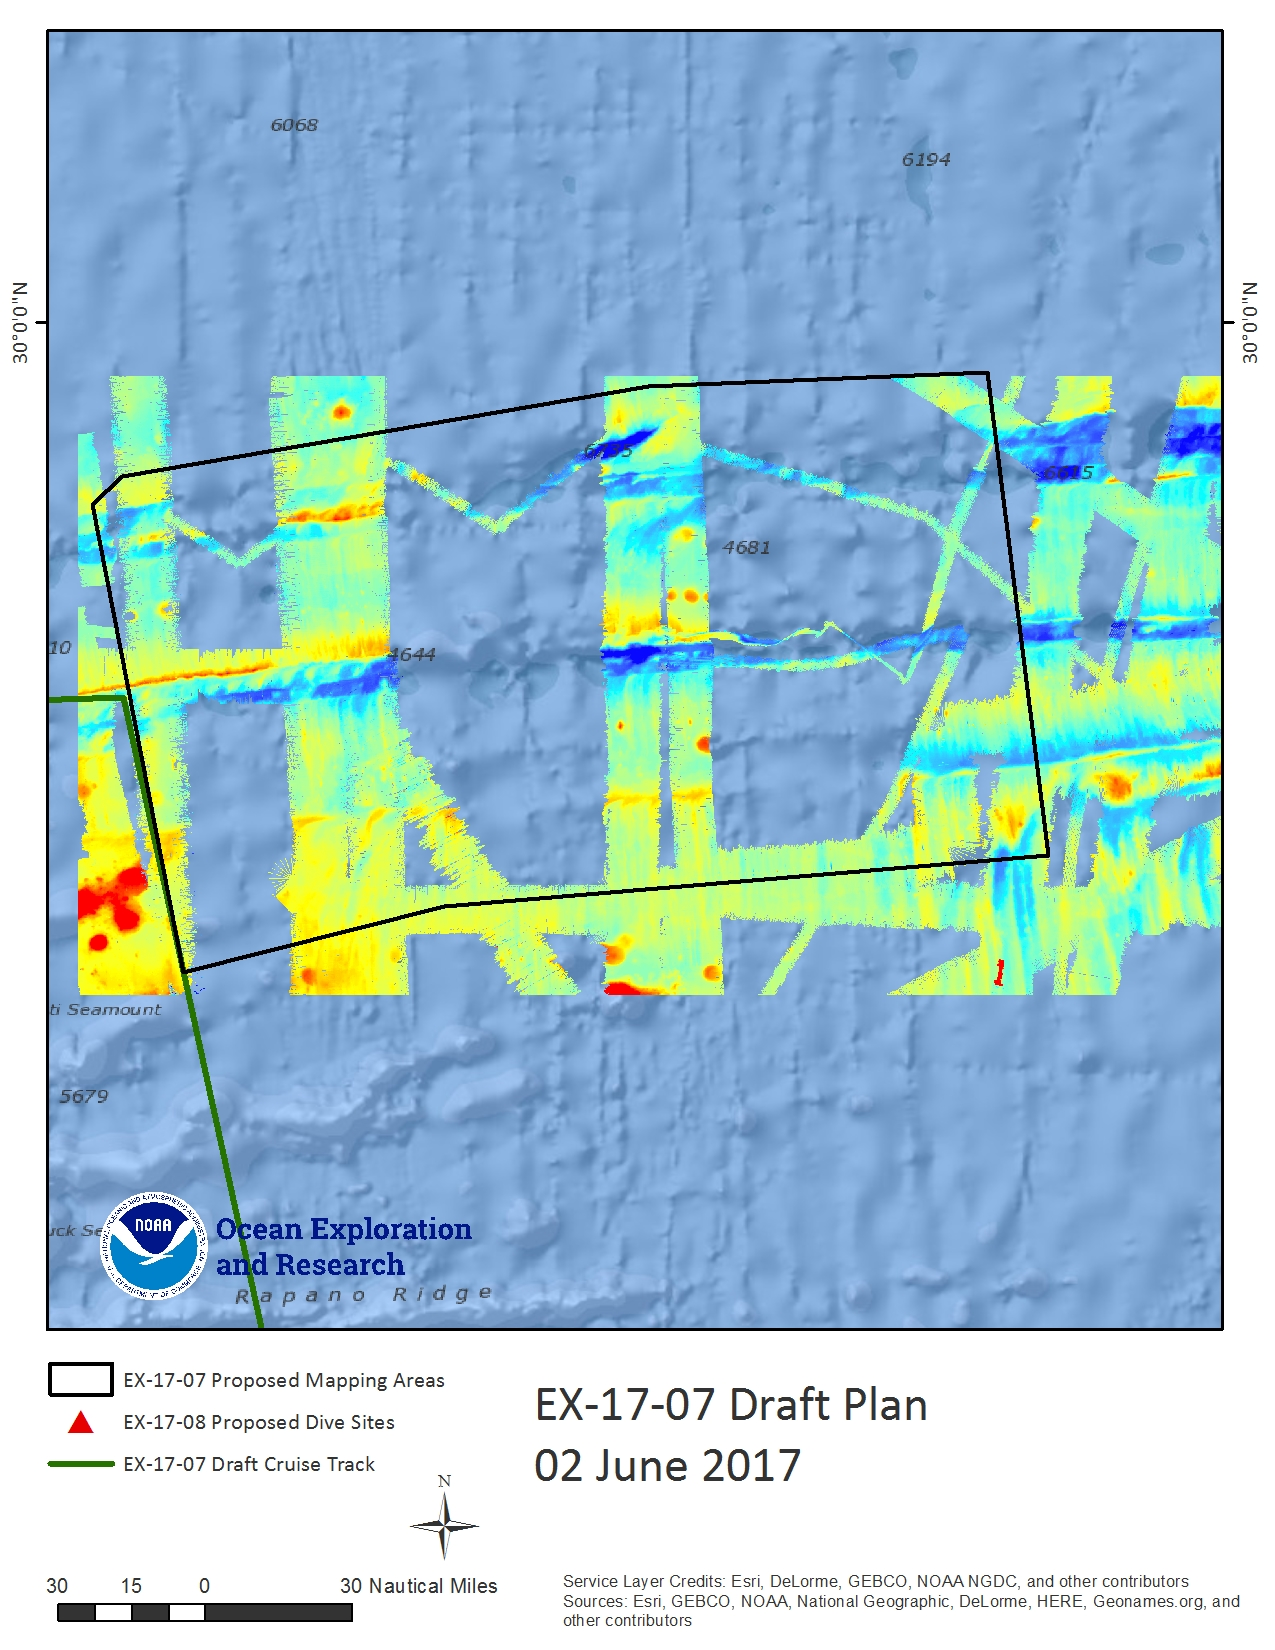 6068
6194
30°0'0"N
30°0'0"N
4681
10
4644
ti Seamount
5679
NOAA
Ocean Exploration
and Research
Rapano Ridge
EX-17-07 Proposed Mapping Areas
EX-17-08 Proposed Dive Sites
EX-17-07 Draft Cruise Track
EX-17-07 Draft Plan
02 June 2017
N
30 15 0 30 Nautical Miles
Service Layer Credits: Esri, DeLorme, GEBCO, NOAA NGDC, and other contributors
Sources: Esri, GEBCO, NOAA, National Geographic, DeLorme, HERE, Geonames.org, and
other contributors